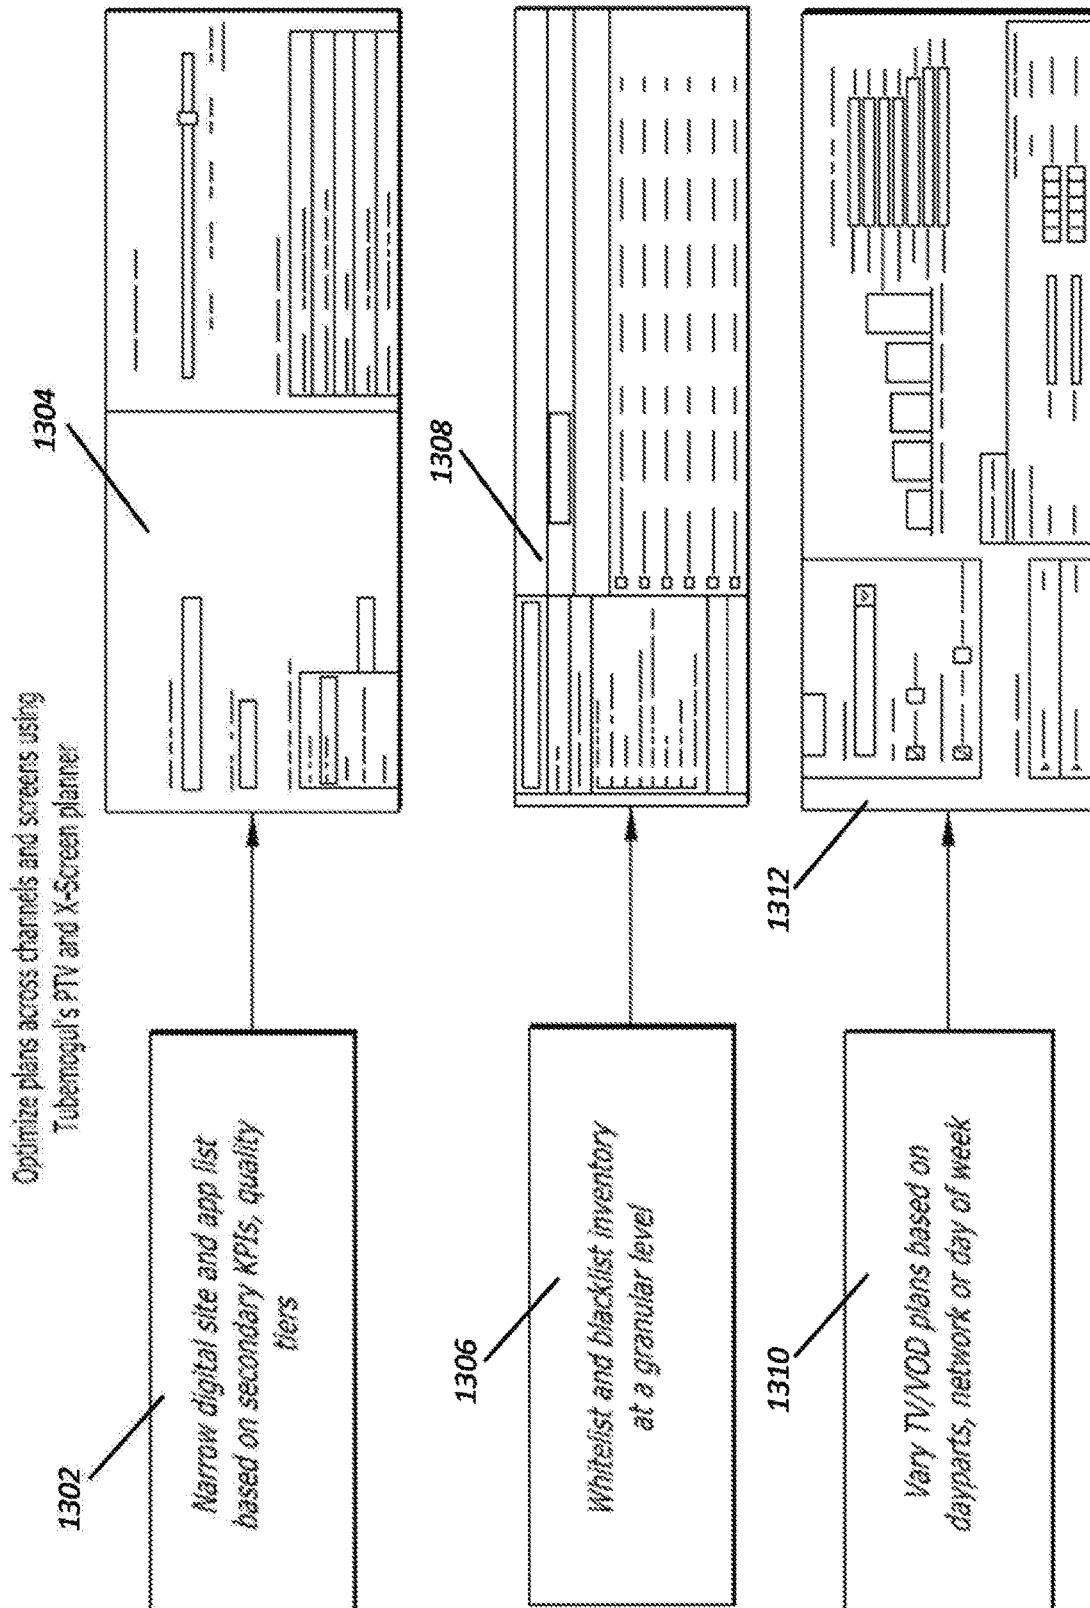 Optimize plans across channels and screens using
Tubemogul's PTV and X-Screen planner
1302
Narrow digital site and app list
based on secondary KPIs, quality
tiers
1304
1306
Whitelist and blacklist inventory
at a granular level
1308
1310
Vary TV/VOD plans based on
dayparts, network or day of week
1312